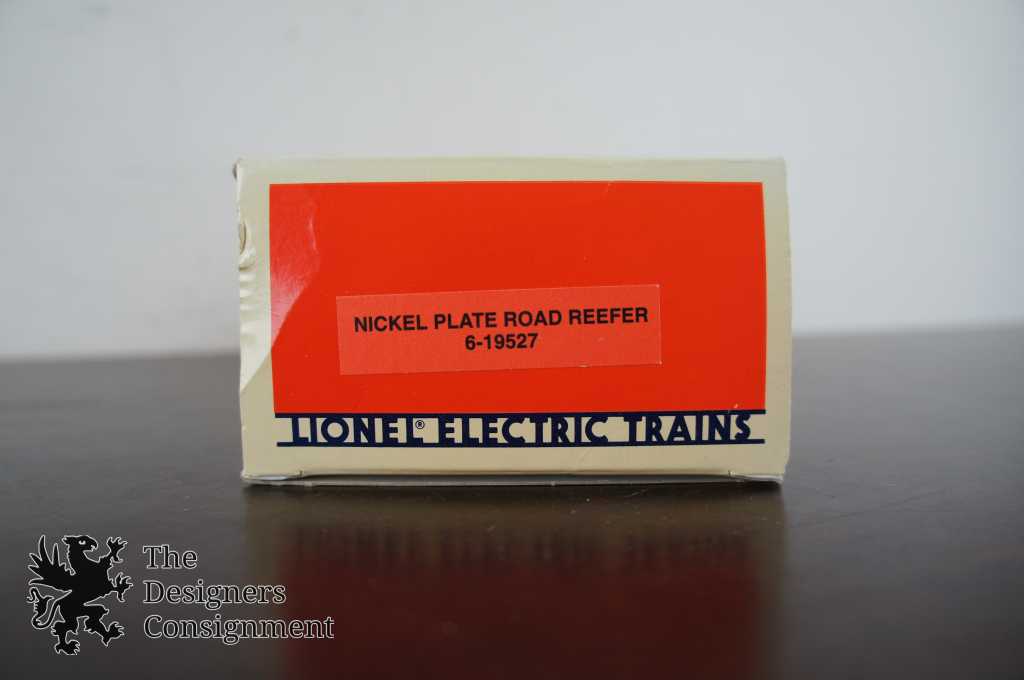 NICKEL PLATE ROAD REEFER
6-19527
LIONEL® ELECTRIC TRAINS
The
Designers
Consignment